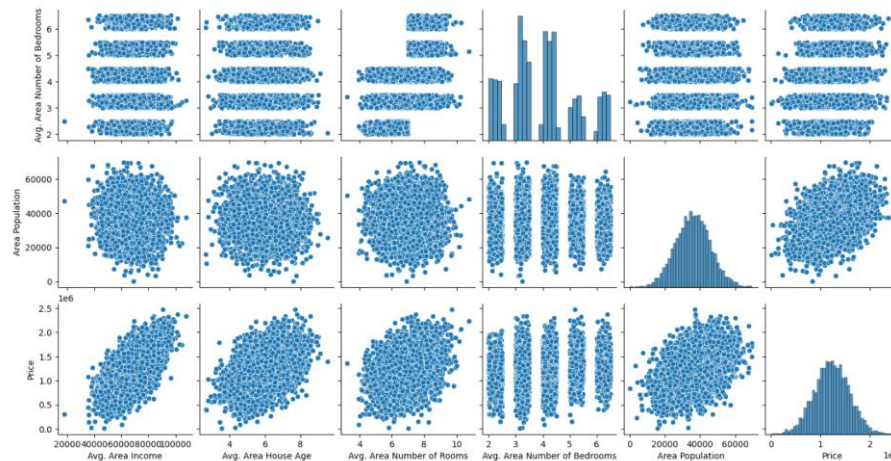 Avg. Area Number of Bedrooms
6
5
4
3
2
Area Population
60000
40000
20000
0
1e6
Price
2.5
2.0
1.5
1.0
0.5
0.0
20000 40000 60000 80000 100000
Avg. Area Income
4 6 8
Avg. Area House Age
4 6 8 10
Avg. Area Number of Rooms
2 3 4 5 6
Avg. Area Number of Bedrooms
0 20000 40000 60000
Area Population
0 1 2
1e
Price